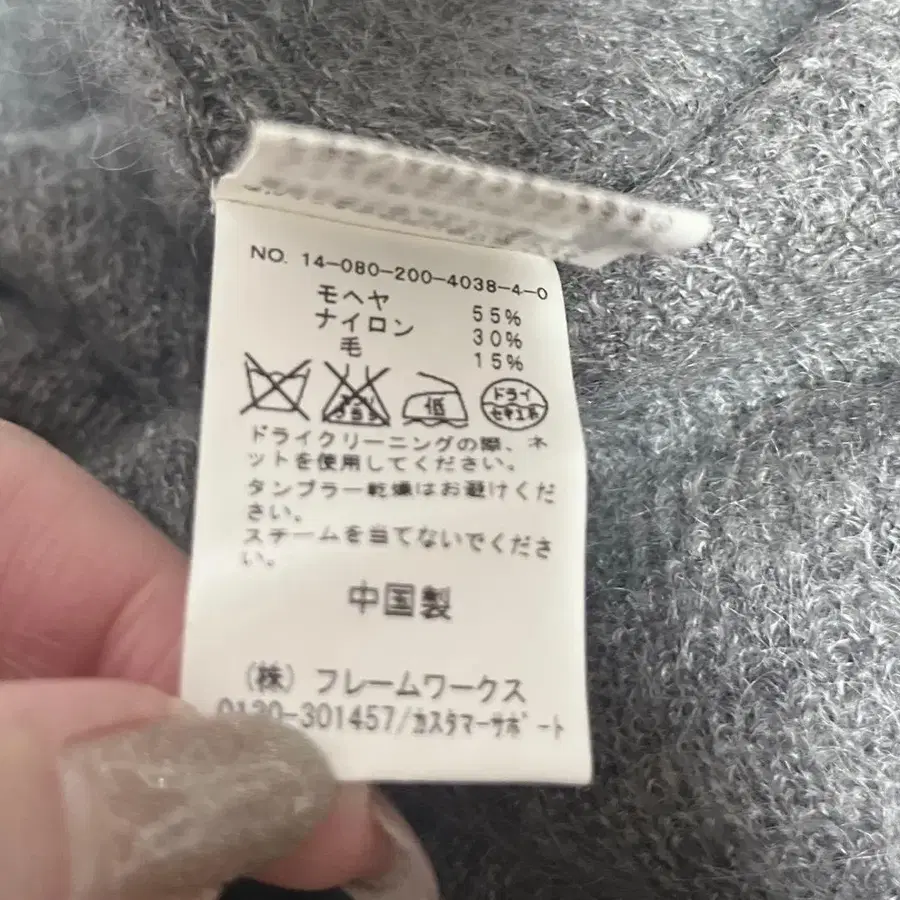 NO. 14-080-200-4038-4-0
モヘヤ 55%
ナイロン 30%
毛 15%
低
ドライ
セキユ系
ドライクリーニングの際、ネ
ットを使用してください。
タンブラー乾燥はお避けくだ
さい。
スチームを当てないでくださ
い。
中国製
(株) フレームワークス
0120-301457/カスタマーサポート